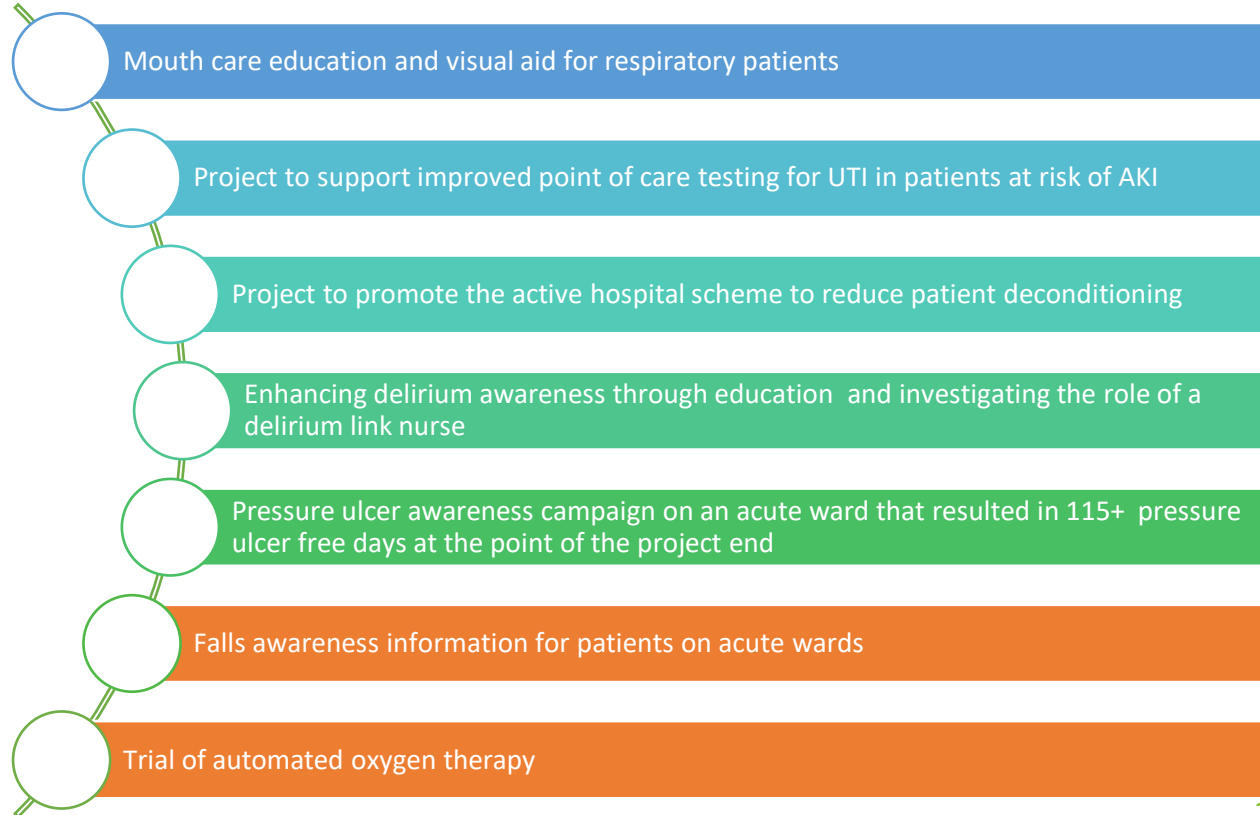 Mouth care education and visual aid for respiratory patients
Project to support improved point of care testing for UTI in patients at risk of AKI
Project to promote the active hospital scheme to reduce patient deconditioning
Enhancing delirium awareness through education  and investigating the role of a
delirium link nurse
Pressure ulcer awareness campaign on an acute ward that resulted in 115+  pressure
ulcer free days at the point of the project end
Falls awareness information for patients on acute wards
Trial of automated oxygen therapy